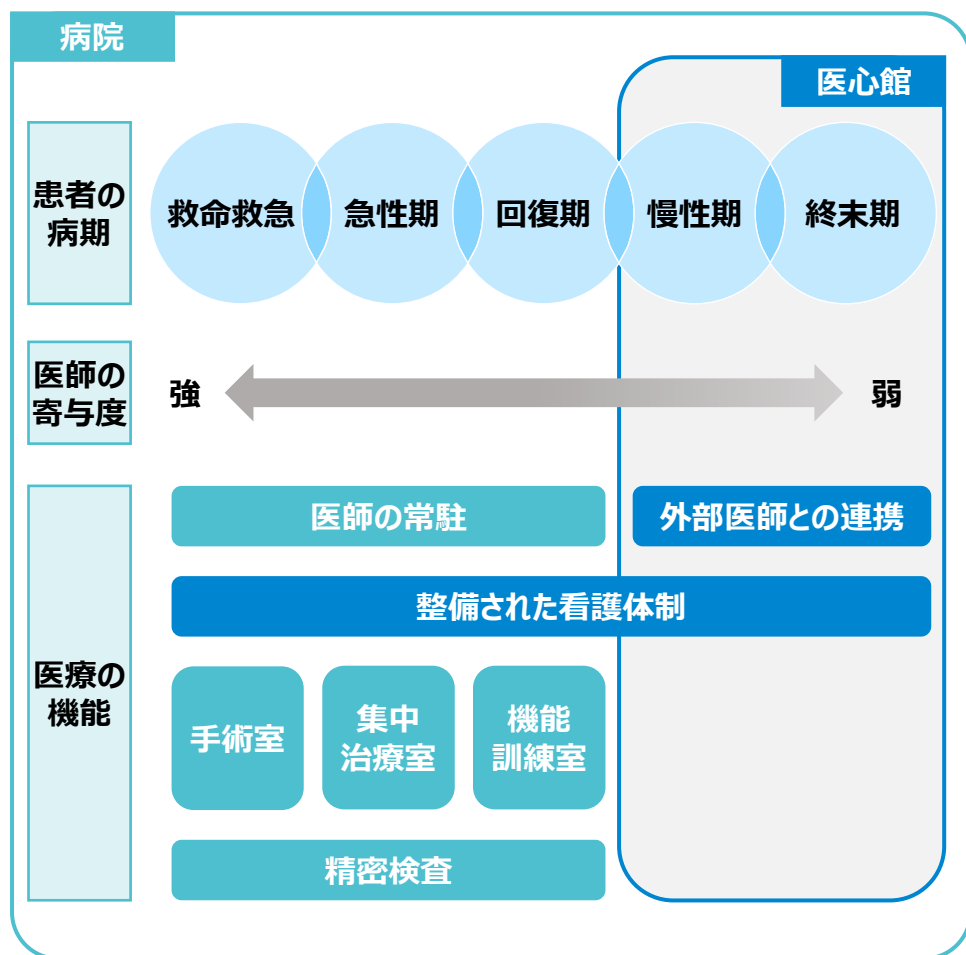 病院
医心館
患者の
病期
救命救急
急性期
回復期
慢性期
終末期
医師の
寄与度
強
弱
医療の
機能
医師の常駐
外部医師との連携
整備された看護体制
手術室
集中
治療室
機能
訓練室
精密検査